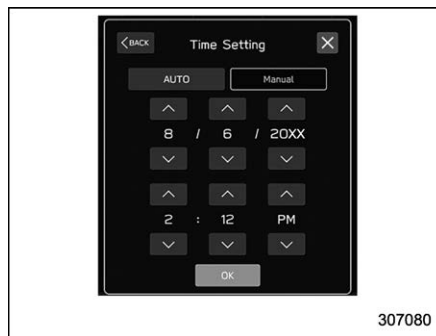 BACK
Time Setting
AUTO
Manual
8 / 6 / 20XX
2 : 12 PM
OK
307080